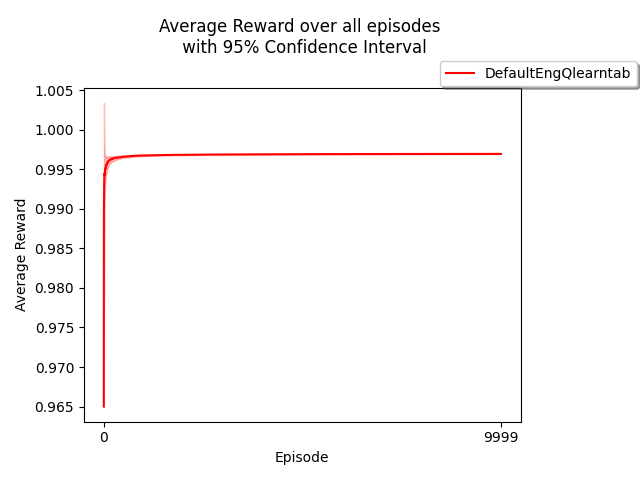 Average Reward over all episodes
with 95% Confidence Interval
DefaultEngQlearntab
1.005
1.000
0.995
0.990
0.985
0.980
0.975
0.970
0.965
Average Reward
0
9999
Episode